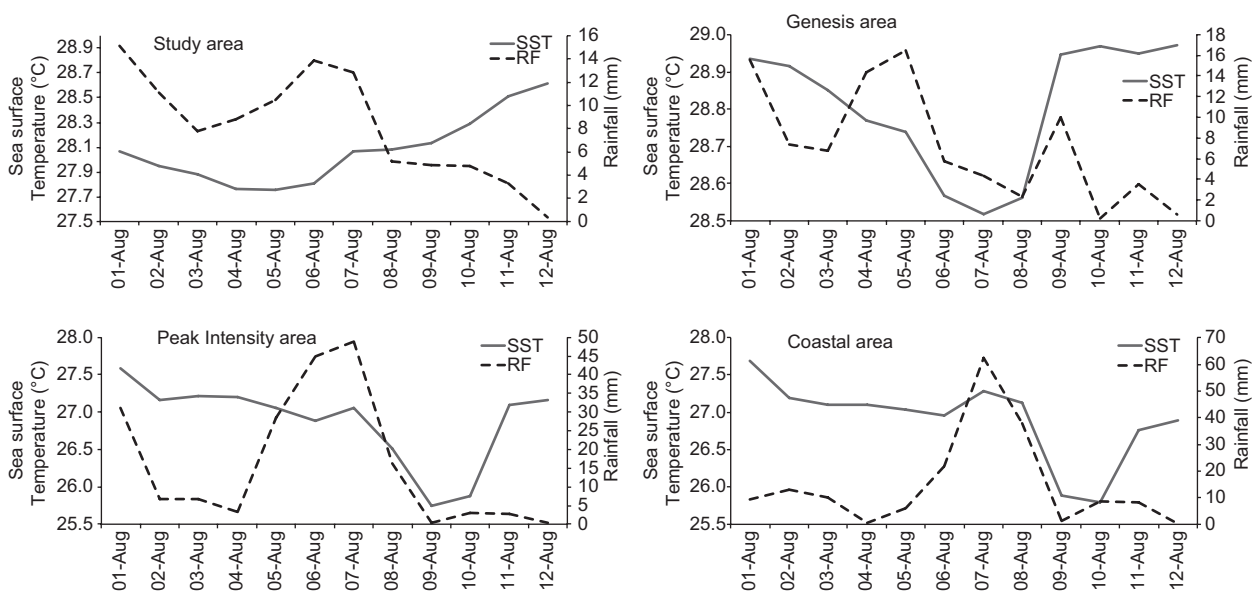 Study area
Sea surface
Temperature (°C)
28.9
28.7
28.5
28.3
28.1
27.9
27.7
27.5
SST
RF
16
14
12
10
8
6
4
2
0
Rainfall (mm)
01-Aug
02-Aug
03-Aug
04-Aug
05-Aug
06-Aug
07-Aug
08-Aug
09-Aug
10-Aug
11-Aug
12-Aug
Genesis area
Sea surface
Temperature (°C)
29.0
28.9
28.8
28.7
28.6
28.5
SST
RF
18
16
14
12
10
8
6
4
2
0
Rainfall (mm)
01-Aug
02-Aug
03-Aug
04-Aug
05-Aug
06-Aug
07-Aug
08-Aug
09-Aug
10-Aug
11-Aug
12-Aug
Peak Intensity area
Sea surface
Temperature (°C)
28.0
27.5
27.0
26.5
26.0
25.5
SST
RF
50
45
40
35
30
25
20
15
10
5
0
Rainfall (mm)
01-Aug
02-Aug
03-Aug
04-Aug
05-Aug
06-Aug
07-Aug
08-Aug
09-Aug
10-Aug
11-Aug
12-Aug
Coastal area
Sea surface
Temperature (°C)
28.0
27.5
27.0
26.5
26.0
25.5
SST
RF
70
60
50
40
30
20
10
0
Rainfall (mm)
01-Aug
02-Aug
03-Aug
04-Aug
05-Aug
06-Aug
07-Aug
08-Aug
09-Aug
10-Aug
11-Aug
12-Aug